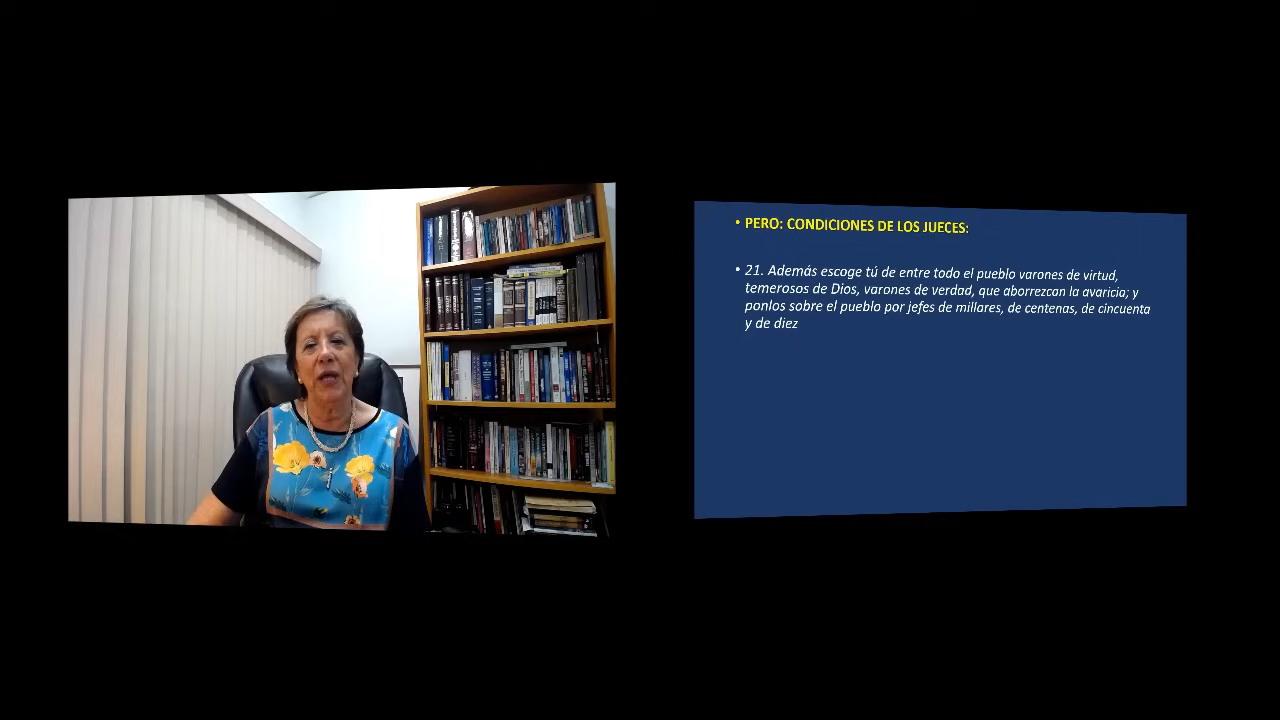 • PERO: CONDICIONES DE LOS JUECES:
• 21. Además escoge tú de entre todo el pueblo varones de virtud,
temerosos de Dios, varones de verdad, que aborrezcan la avaricia; y
ponlos sobre el pueblo por jefes de millares, de centenas, de cincuenta
y de diez